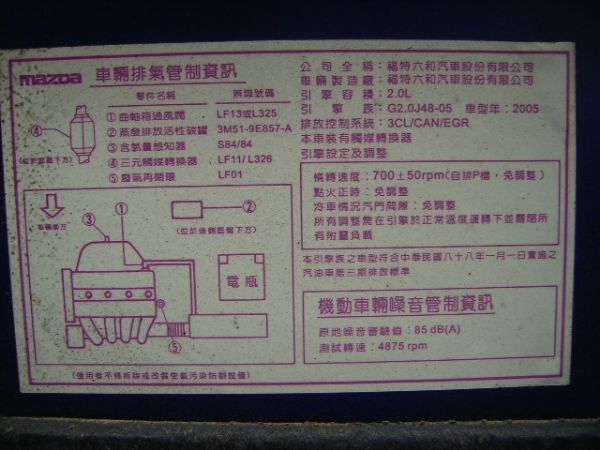 mazda 車輛排氣管制資訊
零件名稱 辨識號碼
①曲軸箱通風閥 LF13或L325
②蒸發排放活性碳罐 3M51-9E857-A
③含氧量感知器 S84/84
④三元觸媒轉換器 LF11/L326
⑤廢氣再循環 LF01
④
(位於底盤下方)
車輛前方
③ ①
②
(位於後側底盤下方)
電瓶
⑤
(使用者不得拆除或改裝空氣污染防制設備)
公司全稱:福特六和汽車股份有限公司
車輛製造廠:福特六和汽車股份有限公司
引擎容積:2.0L
引擎族:G2.0J48-05 車型年:2005
排放控制系統:3CL/CAN/EGR
本車裝有觸媒轉換器
引擎設定及調整
惰轉速度:700±50rpm(自排P檔,免調整)
點火正時:免調整
冷車情況汽門間隙:免調整
所有調整需在引擎於正常溫度運轉下並關閉所
有附屬負載
本引擎族之車型符合中華民國八十八年一月一日實施之
汽油車第三期排放標準
機動車輛噪音管制資訊
原地噪音審驗值:85 dB(A)
測試轉速:4875 rpm